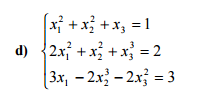 x₁² + x₂² + x₃ = 1
d) 2x₁² + x₂² + x₃³ = 2
3x₁ − 2x₂³ − 2x₃² = 3